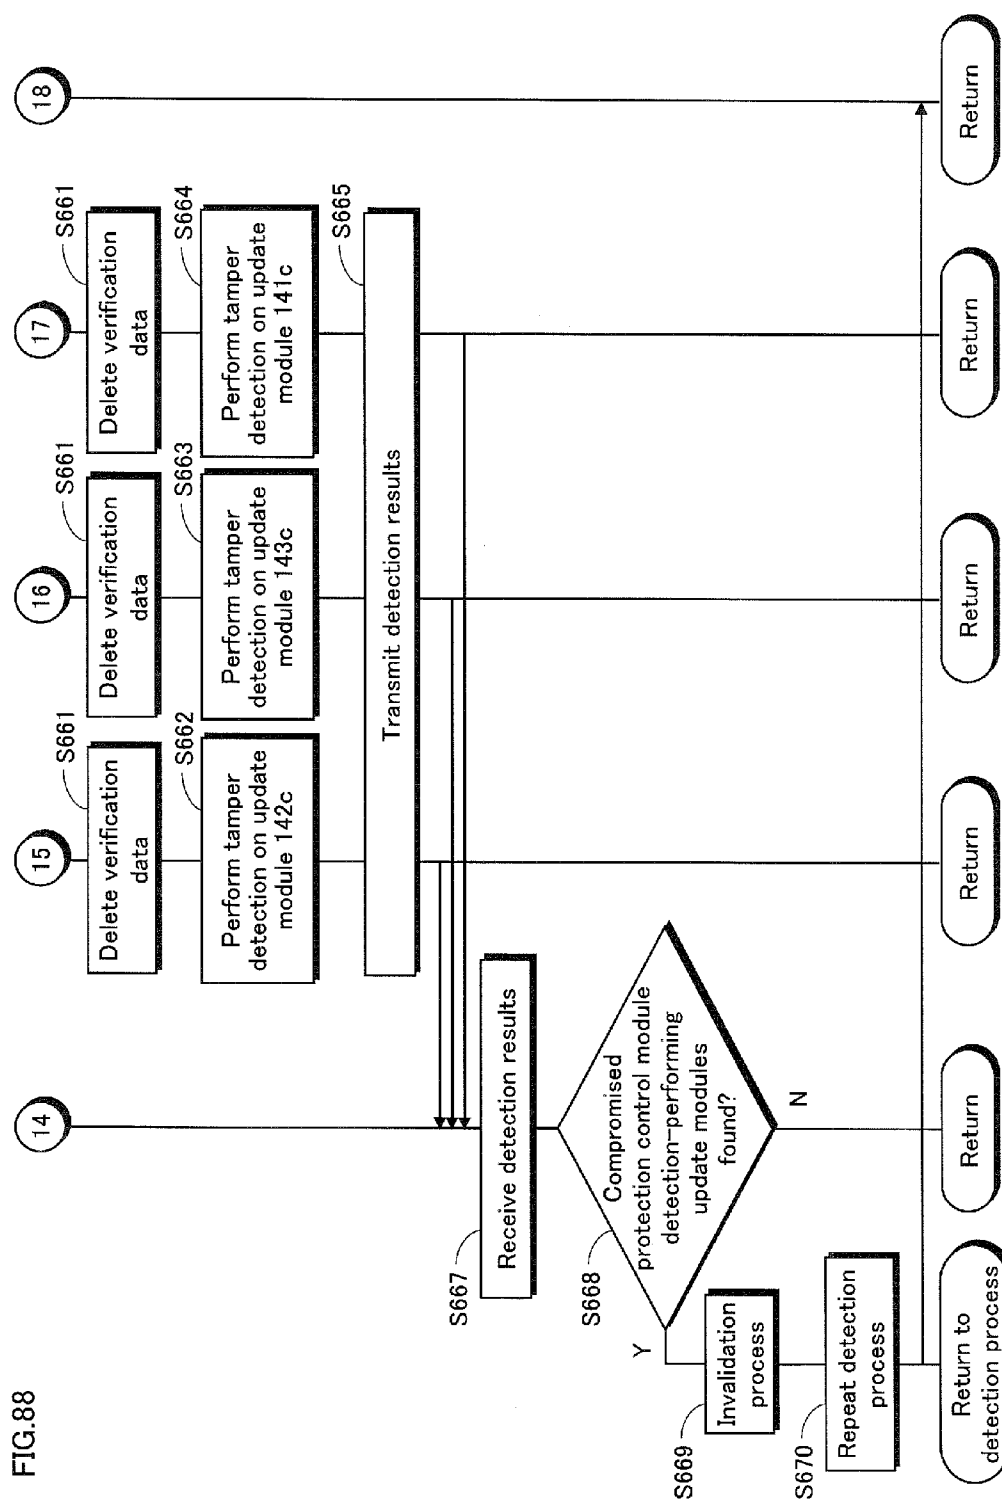 FIG.88
14
15
16
17
18
S661
Delete verification
data
S661
Delete verification
data
S661
Delete verification
data
S662
Perform tamper
detection on update
module 142c
S663
Perform tamper
detection on update
module 143c
S664
Perform tamper
detection on update
module 141c
S665
Transmit detection results
S667
Receive detection results
S668
Compromised
protection control module
detection-performing
update modules
found?
Y
N
S669
Invalidation
process
S670
Repeat detection
process
Return to
detection process
Return
Return
Return
Return
Return